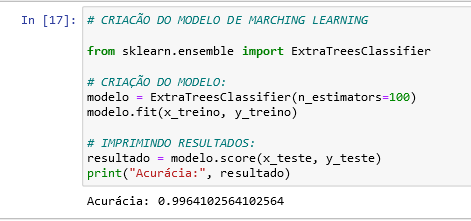 In [17]:
# CRIAÇÃO DO MODELO DE MARCHING LEARNING
from sklearn.ensemble import ExtraTreesClassifier
# CRIAÇÃO DO MODELO:
modelo = ExtraTreesClassifier(n_estimators=100)
modelo.fit(x_treino, y_treino)
# IMPRIMINDO RESULTADOS:
resultado = modelo.score(x_teste, y_teste)
print("Acurácia:", resultado)
Acurácia: 0.9964102564102564